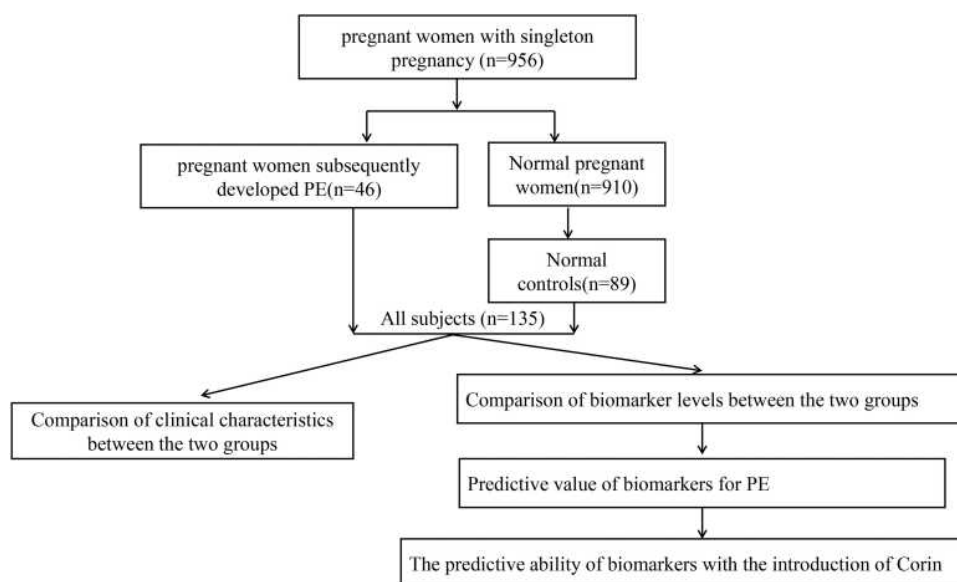 pregnant women with singleton
pregnancy (n=956)
pregnant women subsequently
developed PE(n=46)
Normal pregnant
women(n=910)
Normal
controls(n=89)
All subjects (n=135)
Comparison of clinical characteristics
between the two groups
Comparison of biomarker levels between the two groups
Predictive value of biomarkers for PE
The predictive ability of biomarkers with the introduction of Corin